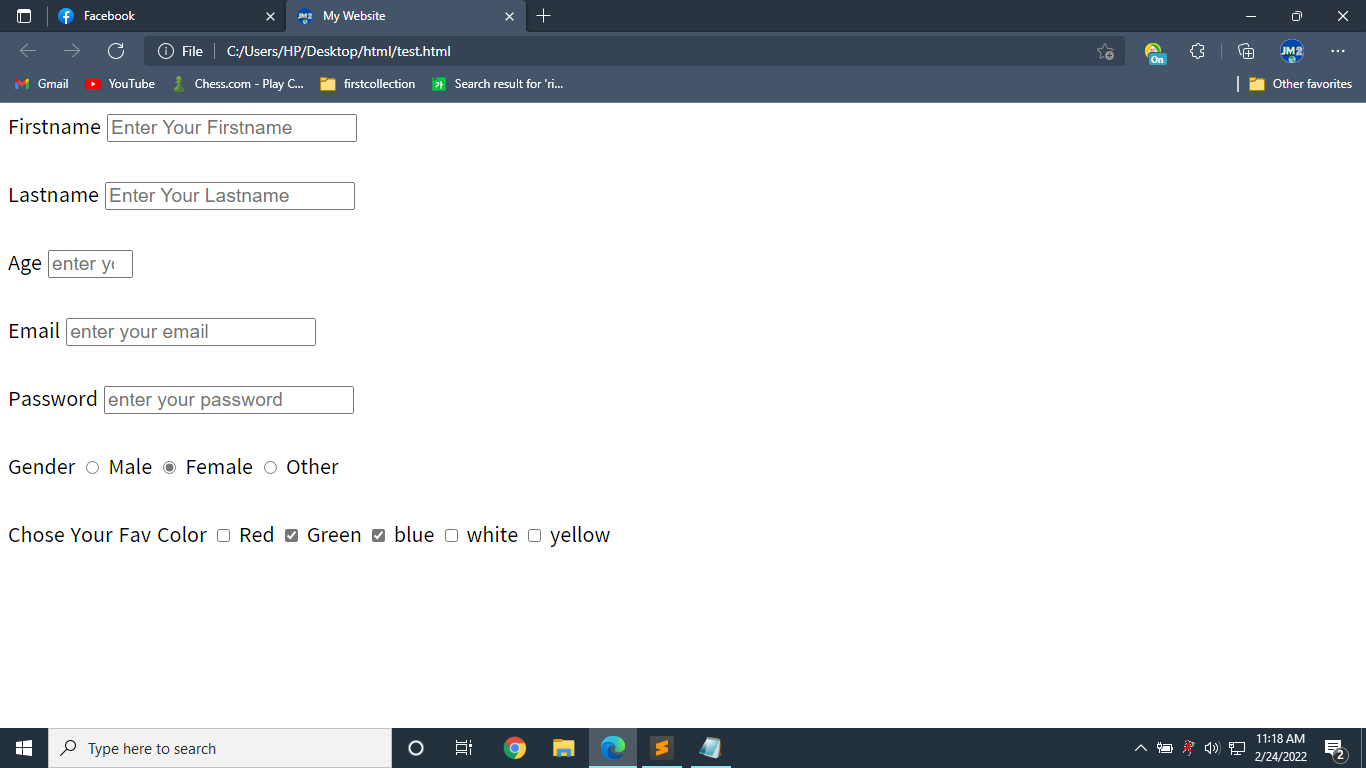 Facebook
My Website
File C:/Users/HP/Desktop/html/test.html
On
JM2
Gmail YouTube Chess.com - Play C... firstcollection Search result for 'ri... Other favorites
Firstname Enter Your Firstname
Lastname Enter Your Lastname
Age enter yo
Email enter your email
Password enter your password
Gender Male Female Other
Chose Your Fav Color Red Green blue white yellow
Type here to search
11:18 AM
2/24/2022
2